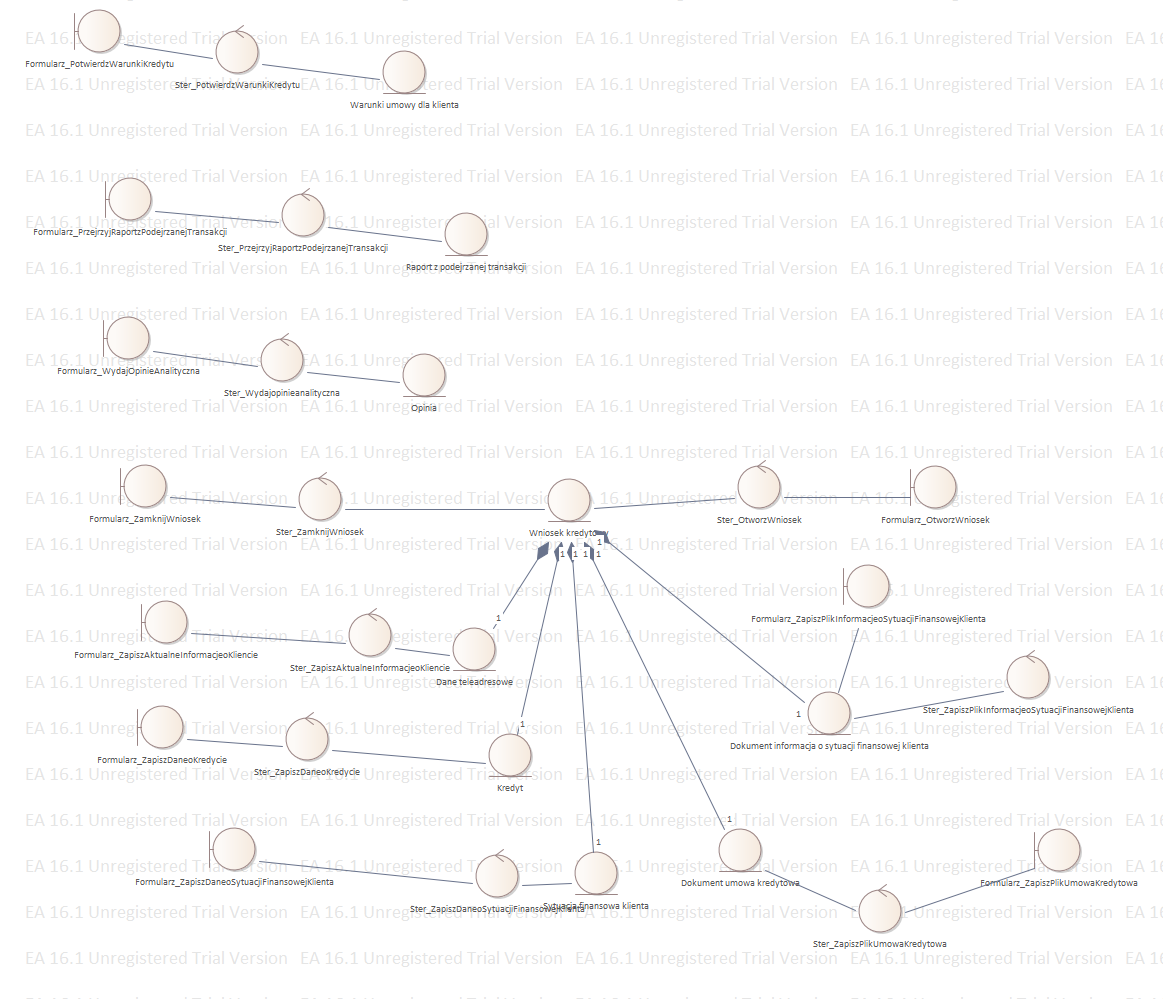 Formularz_PotwierdzWarunkiKredytu
Ster_PotwierdzWarunkiKredytu
Warunki umowy dla klienta
Formularz_PrzejrzyjRaportzPodejrzanejTransakcji
Ster_PrzejrzyjRaportzPodejrzanejTransakcji
Raport z podejrzanej transakcji
Formularz_WydajOpinieAnalityczna
Ster_Wydajopinieanalityczna
Opinia
Formularz_ZamknijWniosek
Ster_ZamknijWniosek
Wniosek kredytowy
Ster_OtworzWniosek
Formularz_OtworzWniosek
1
1 1 1 1
Formularz_ZapiszPlikInformacjeoSytuacjiFinansowejKlienta
1
Formularz_ZapiszAktualneInformacjeoKliencie
Ster_ZapiszAktualneInformacjeoKliencie
Dane teleadresowe
Ster_ZapiszPlikInformacjeoSytuacjiFinansowejKlienta
1
1
Dokument informacja o sytuacji finansowej klienta
Formularz_ZapiszDaneoKredycie
Ster_ZapiszDaneoKredycie
Kredyt
1
1
Formularz_ZapiszDaneoSytuacjiFinansowejKlienta
Ster_ZapiszDaneoSytuacjiFinansowejKlienta
Sytuacja finansowa klienta
Dokument umowa kredytowa
Formularz_ZapiszPlikUmowaKredytowa
Ster_ZapiszPlikUmowaKredytowa
EA 16.1 Unregistered Trial Version